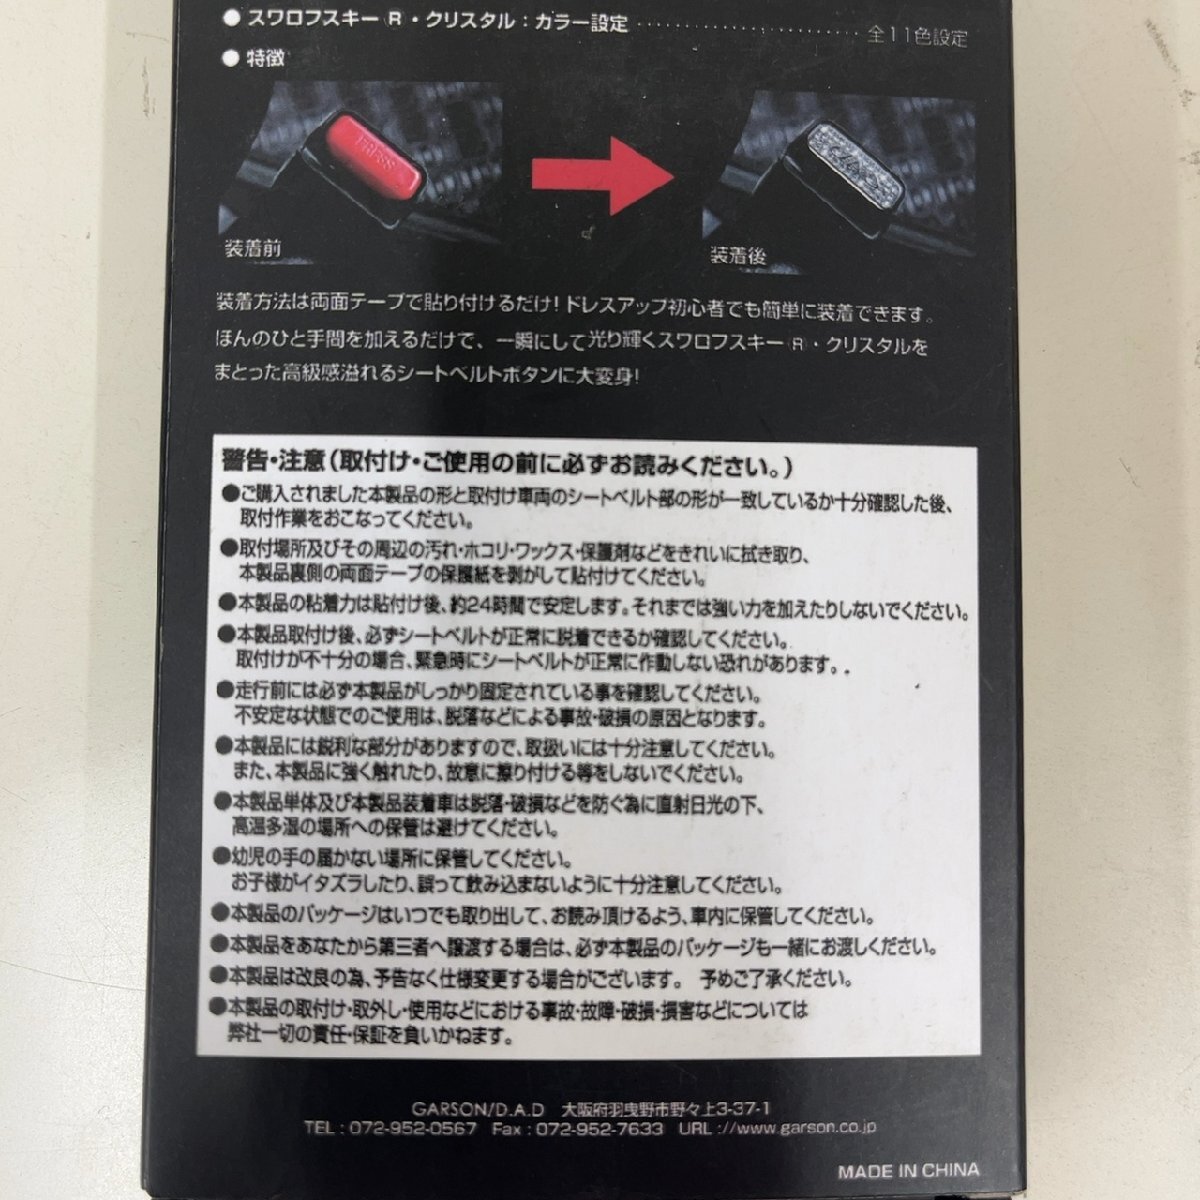 ●スワロフスキー(R)・クリスタル：カラー設定 ････････････････････ 全11色設定
●特徴
PRESS
装着前
装着後
装着方法は両面テープで貼り付けるだけ！ドレスアップ初心者でも簡単に装着できます。
ほんのひと手間を加えるだけで、一瞬にして光り輝くスワロフスキー(R)・クリスタルを
まとった高級感溢れるシートベルトボタンに大変身！
警告・注意（取付け・ご使用の前に必ずお読みください。）
●ご購入されました本製品の形と取付け車両のシートベルト部の形が一致しているか十分確認した後、
取付作業をおこなってください。
●取付場所及びその周辺の汚れ・ホコリ・ワックス・保護剤などをきれいに拭き取り、
本製品裏側の両面テープの保護紙を剥がして貼付けてください。
●本製品の粘着力は貼付け後、約24時間で安定します。それまでは強い力を加えたりしないでください。
●本製品取付け後、必ずシートベルトが正常に脱着できるか確認してください。
取付けが不十分の場合、緊急時にシートベルトが正常に作動しない恐れがあります。.
●走行前には必ず本製品がしっかり固定されている事を確認してください。
不安定な状態でのご使用は、脱落などによる事故・破損の原因となります。
●本製品には鋭利な部分がありますので、取扱いには十分注意してください。
また、本製品に強く触れたり、故意に擦り付ける等をしないでください。
●本製品単体及び本製品装着車は脱落・破損などを防ぐ為に直射日光の下、
高温多湿の場所への保管は避けてください。
●幼児の手の届かない場所に保管してください。
お子様がイタズラしたり、誤って飲み込まないように十分注意してください。
●本製品のパッケージはいつでも取り出して、お読み頂けるよう、車内に保管してください。
●本製品をあなたから第三者へ譲渡する場合は、必ず本製品のパッケージも一緒にお渡しください。
●本製品は改良の為、予告なく仕様変更する場合がございます。 予めご了承ください。
●本製品の取付け・取外し・使用などにおける事故・故障・破損・損害などについては
弊社一切の責任・保証を負いかねます。
GARSON/D.A.D 大阪府羽曳野市野々上3-37-1
TEL：072-952-0567 Fax：072-952-7633 URL：//www.garson.co.jp
MADE IN CHINA